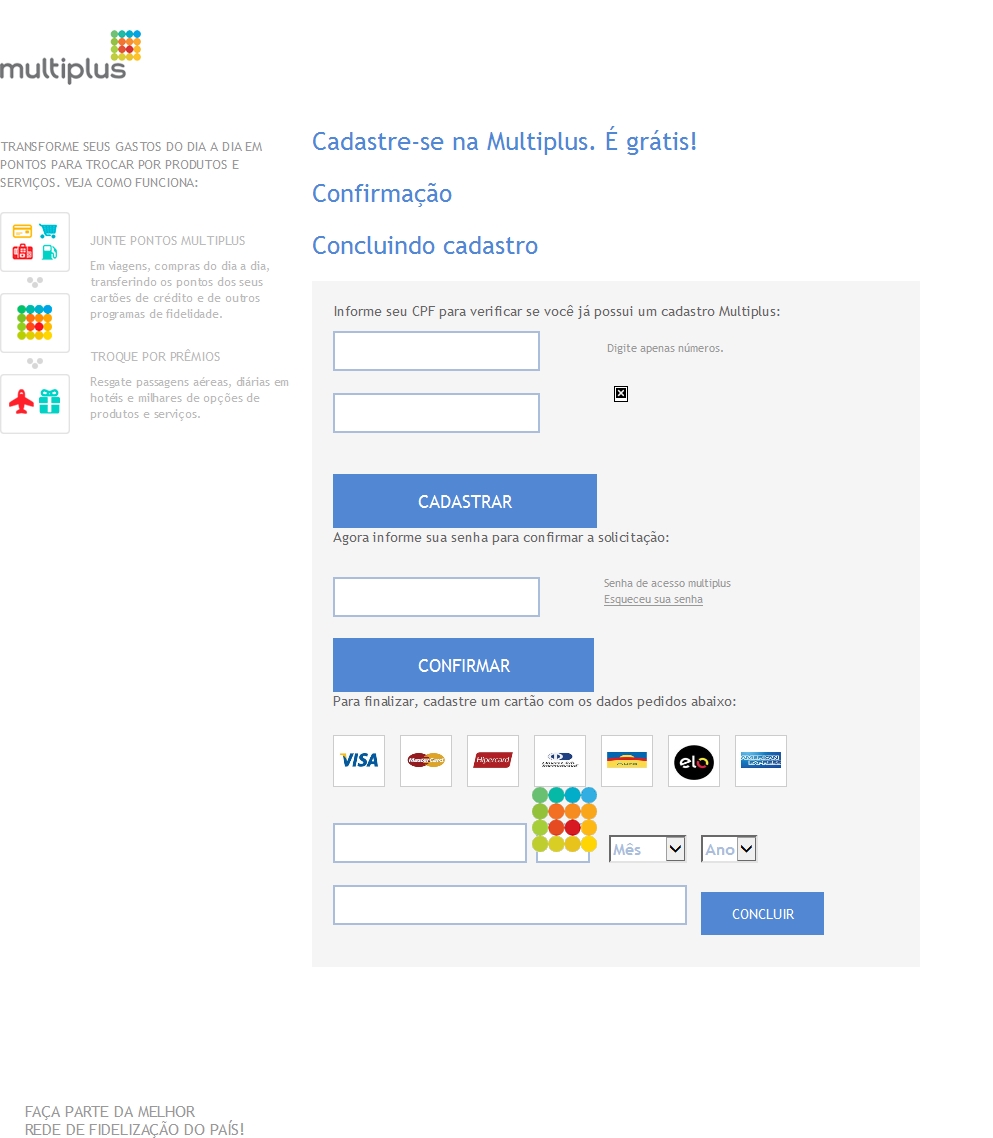 multiplus
TRANSFORME SEUS GASTOS DO DIA A DIA EM
PONTOS PARA TROCAR POR PRODUTOS E
SERVIÇOS. VEJA COMO FUNCIONA:
JUNTE PONTOS MULTIPLUS
Em viagens, compras do dia a dia,
transferindo os pontos dos seus
cartões de crédito e de outros
programas de fidelidade.
TROQUE POR PRÊMIOS
Resgate passagens aéreas, diárias em
hotéis e milhares de opções de
produtos e serviços.
Cadastre-se na Multiplus. É grátis!
Confirmação
Concluindo cadastro
Informe seu CPF para verificar se você já possui um cadastro Multiplus:
Digite apenas números.
CADASTRAR
Agora informe sua senha para confirmar a solicitação:
Senha de acesso multiplus
Esqueceu sua senha
CONFIRMAR
Para finalizar, cadastre um cartão com os dados pedidos abaixo:
VISA MasterCard Hipercard elo
Mês Ano
CONCLUIR
FAÇA PARTE DA MELHOR
REDE DE FIDELIZAÇÃO DO PAÍS!